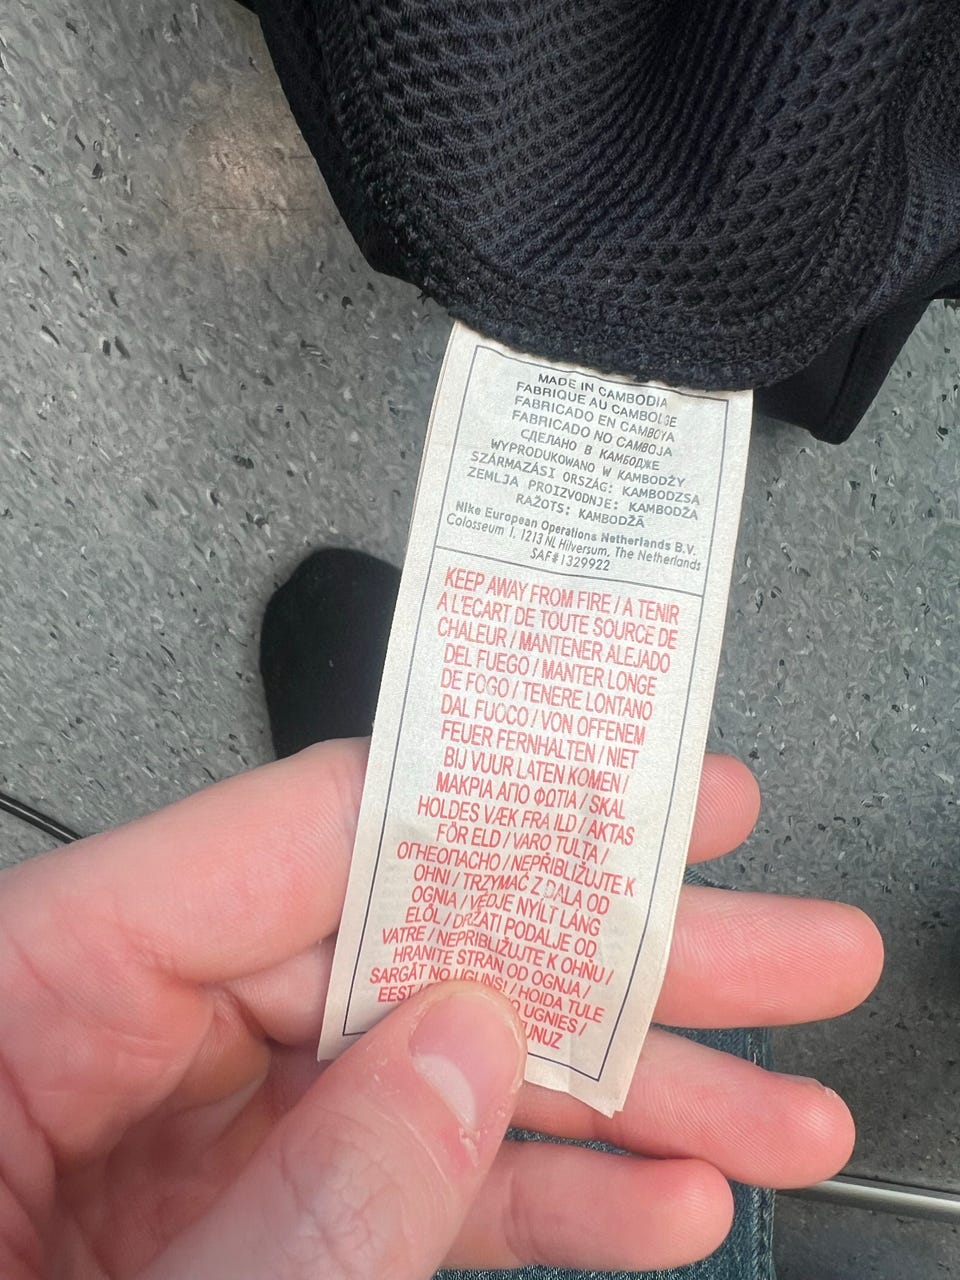 MADE IN CAMBODIA
FABRIQUE AU CAMBODGE
FABRICADO EN CAMBOYA
FABRICADO NO CAMBOJA
СДЕЛАНО В КАМБОДЖЕ
WYPRODUKOWANO W KAMBODŻY
SZÁRMAZÁSI ORSZÁG: KAMBODZSA
ZEMLJA PROIZVODNJE: KAMBODŽA
RAŽOTS: KAMBODŽĀ
Nike European Operations Netherlands B.V.
Colosseum 1, 1213 NL Hilversum, The Netherlands
SAF#1329922
KEEP AWAY FROM FIRE / A TENIR
A L'ECART DE TOUTE SOURCE DE
CHALEUR / MANTENER ALEJADO
DEL FUEGO / MANTER LONGE
DE FOGO / TENERE LONTANO
DAL FUOCO / VON OFFENEM
FEUER FERNHALTEN / NIET
BIJ VUUR LATEN KOMEN /
ΜΑΚΡΙΑ ΑΠΟ ΦΩΤΙΑ / SKAL
HOLDES VÆK FRA ILD / AKTAS
FÖR ELD / VARO TULTA /
ОГНЕОПАСНО / NEPŘIBLIŽUJTE K
OHNI / TRZYMAĆ Z DALA OD
OGNIA / VÉDJE NYÍLT LÁNG
ELŐL / DRŽATI PODALJE OD
VATRE / NEPRIBLIŽUJTE K OHŇU /
HRANITE STRAN OD OGNJA /
SARGĀT NO UGUNS! / HOIDA TULE
EEST / UGNIES /